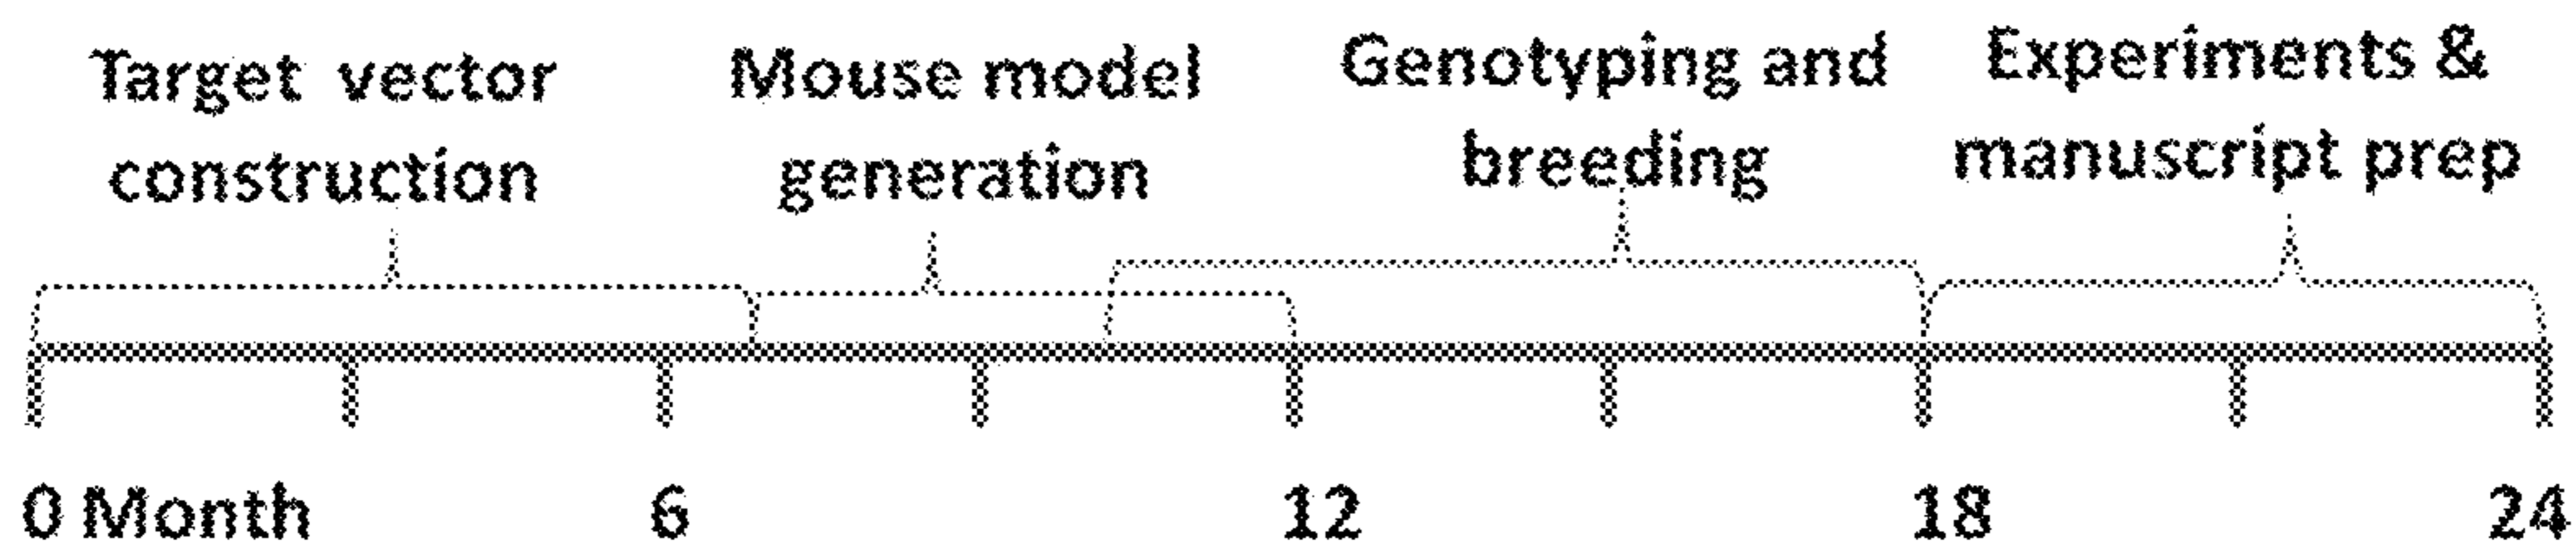 Target vector
construction
Mouse model
generation
Genotyping and
breeding
Experiments &
manuscript prep
0 Month
6
12
18
24